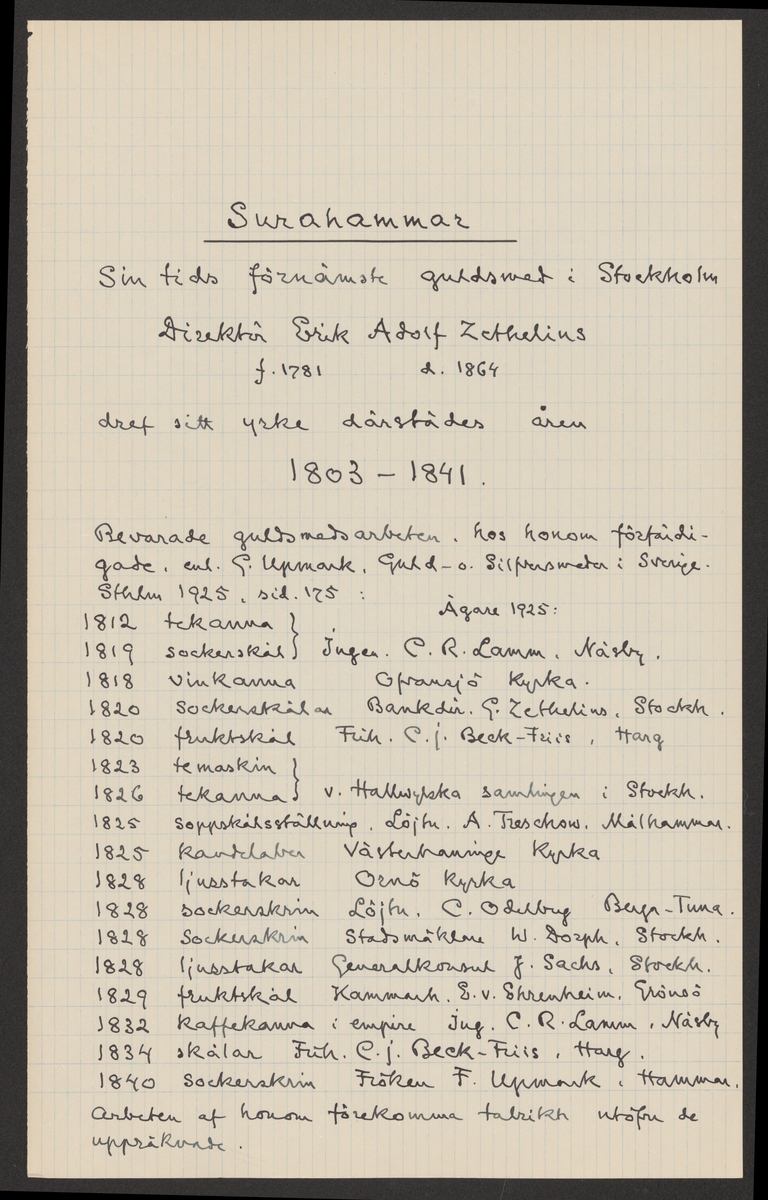 Surahammar
Sin tids förnämste guldsmed i Stockholm
Direktör Erik Adolf Zethelius
f. 1781 d. 1864
dref sitt yrke därstädes åren
1803 – 1841.
Bevarade guldsmedsarbeten, hos honom förfärdi-
gade, enl. G. Upmark, Guld- o. Silfversmeder i Sverige.
Sthlm 1925, sid. 175 :
Ägare 1925:
1812 tekanna }
1819 sockerskål } Ingen. C. R. Lamm, Näsby.
1818 vinkanna Ofvansjö Kyrka.
1820 sockerskålar Bankdir. G. Zethelius, Stockh.
1820 fruktskål Frih. C. j. Beck-Friis, Harg
1823 temaskin }
1826 tekanna } v. Hallwylska samlingen i Stockh.
1825 soppskålsställning, Löjtn. A. Treschow, Målhammar.
1825 kandelaber Västerhaninge Kyrka
1828 ljusstakar Ornö Kyrka
1828 sockerskrin Löjtn. C. Odelberg Berga-Tuna.
1828 Sockerskrin Stadsmäklare W. Dorph, Stockh.
1828 ljusstakar Generalkonsul J. Sachs, Stockh.
1829 fruktskål Kammarh. E. v. Ehrenheim, Grönsö
1832 kaffekanna i empire Ing. C. R. Lamm, Näsby
1834 skålar Frih. C. j. Beck-Friis, Harg.
1840 sockerskrin Fröken F. Upmark, Hammar.
Arbeten af honom förekomma talrikt utöfver de
uppräknade.